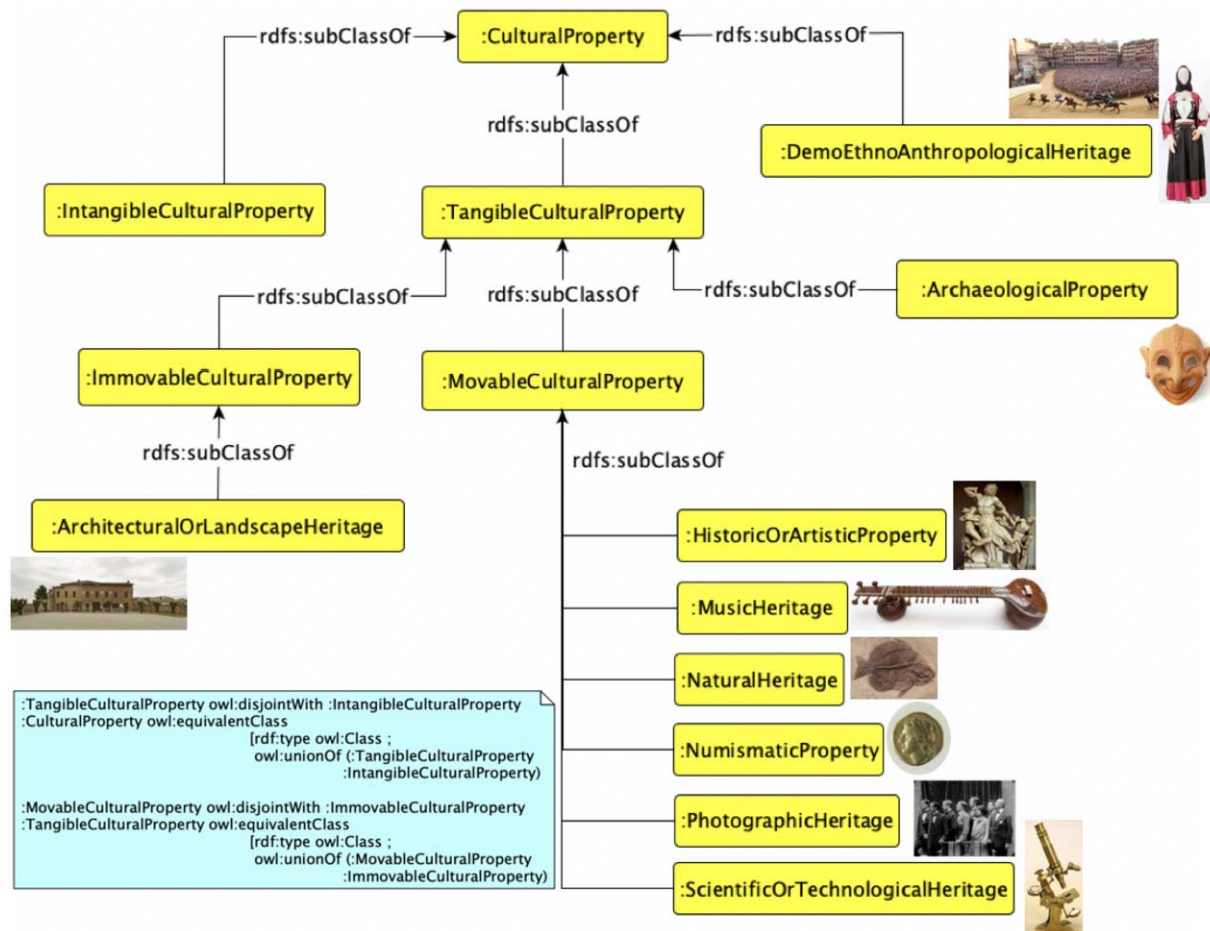 :CulturalProperty
rdfs:subClassOf
rdfs:subClassOf
rdfs:subClassOf
:DemoEthnoAnthropologicalHeritage
:IntangibleCulturalProperty
:TangibleCulturalProperty
rdfs:subClassOf
rdfs:subClassOf
rdfs:subClassOf
:ArchaeologicalProperty
:ImmovableCulturalProperty
:MovableCulturalProperty
rdfs:subClassOf
rdfs:subClassOf
:ArchitecturalOrLandscapeHeritage
:HistoricOrArtisticProperty
:MusicHeritage
:NaturalHeritage
:NumismaticProperty
:PhotographicHeritage
:ScientificOrTechnologicalHeritage
:TangibleCulturalProperty owl:disjointWith :IntangibleCulturalProperty
:CulturalProperty owl:equivalentClass
[rdf:type owl:Class ;
owl:unionOf (:TangibleCulturalProperty
:IntangibleCulturalProperty)
:MovableCulturalProperty owl:disjointWith :ImmovableCulturalProperty
:TangibleCulturalProperty owl:equivalentClass
[rdf:type owl:Class ;
owl:unionOf (:MovableCulturalProperty
:ImmovableCulturalProperty)